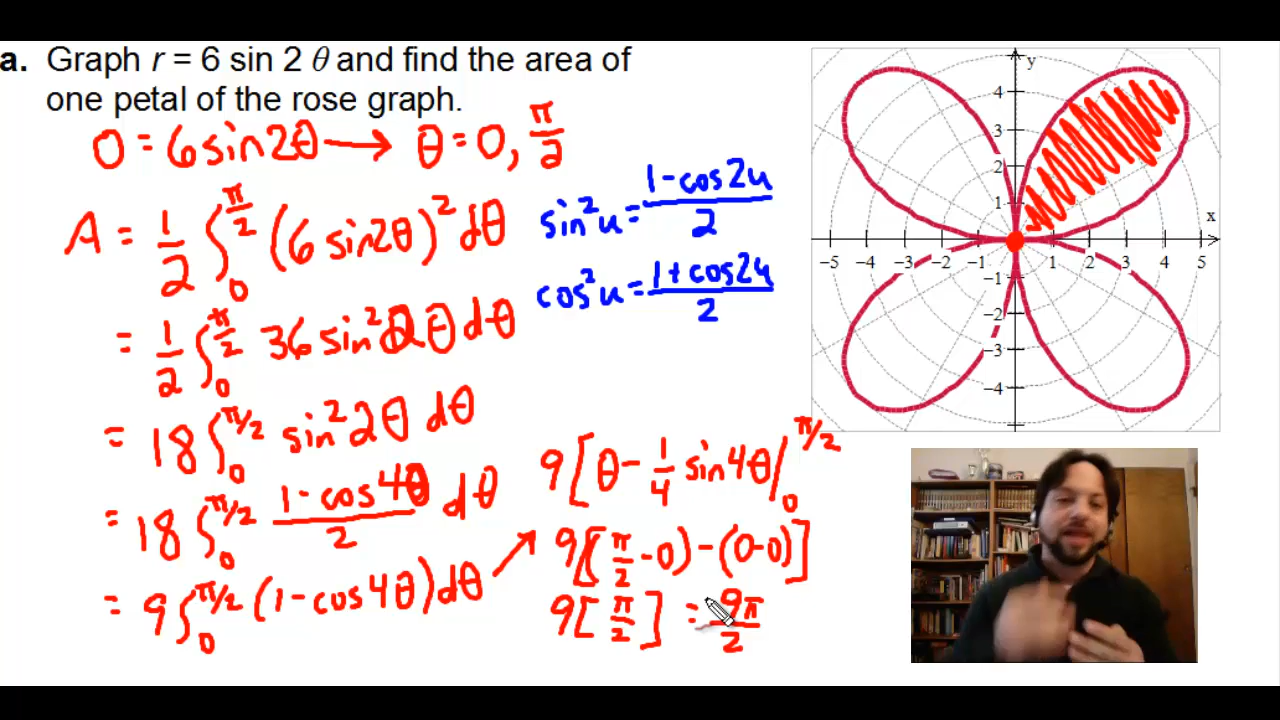 a. Graph r = 6 sin 2 θ and find the area of
one petal of the rose graph.
0 = 6sin2θ → θ = 0, π/2
A = 1/2 ∫₀^(π/2) (6 sin2θ)² dθ
= 1/2 ∫₀^(π/2) 36 sin² 2θ dθ
= 18 ∫₀^(π/2) sin² 2θ dθ
= 18 ∫₀^(π/2) (1-cos4θ)/2 dθ
= 9 ∫₀^(π/2) (1-cos4θ) dθ
sin²u = (1-cos2u)/2
cos²u = (1+cos2u)/2
9[θ - 1/4 sin4θ |₀^(π/2)
9[(π/2 - 0) - (0-0)]
9[π/2] = 9π/2
y
4
3
2
1
x
-5 -4 -3 -2 -1 1 2 3 4 5
-1
-2
-3
-4